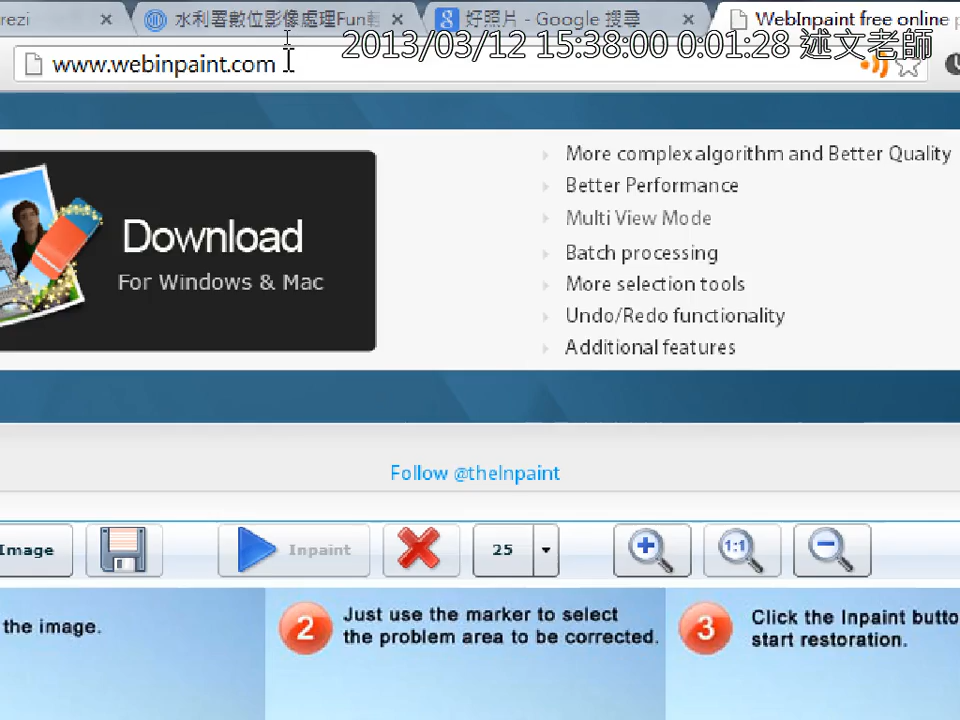 rezi
水利署數位影像處理Fun輕
好照片 - Google 搜尋
WebInpaint free online
2013/03/12 15:38:00 0:01:28 述文老師
www.webinpaint.com
Download
For Windows & Mac
More complex algorithm and Better Quality
Better Performance
Multi View Mode
Batch processing
More selection tools
Undo/Redo functionality
Additional features
Follow @theInpaint
Image
Inpaint
25
1:1
the image.
2
Just use the marker to select
the problem area to be corrected.
3
Click the Inpaint butto
start restoration.